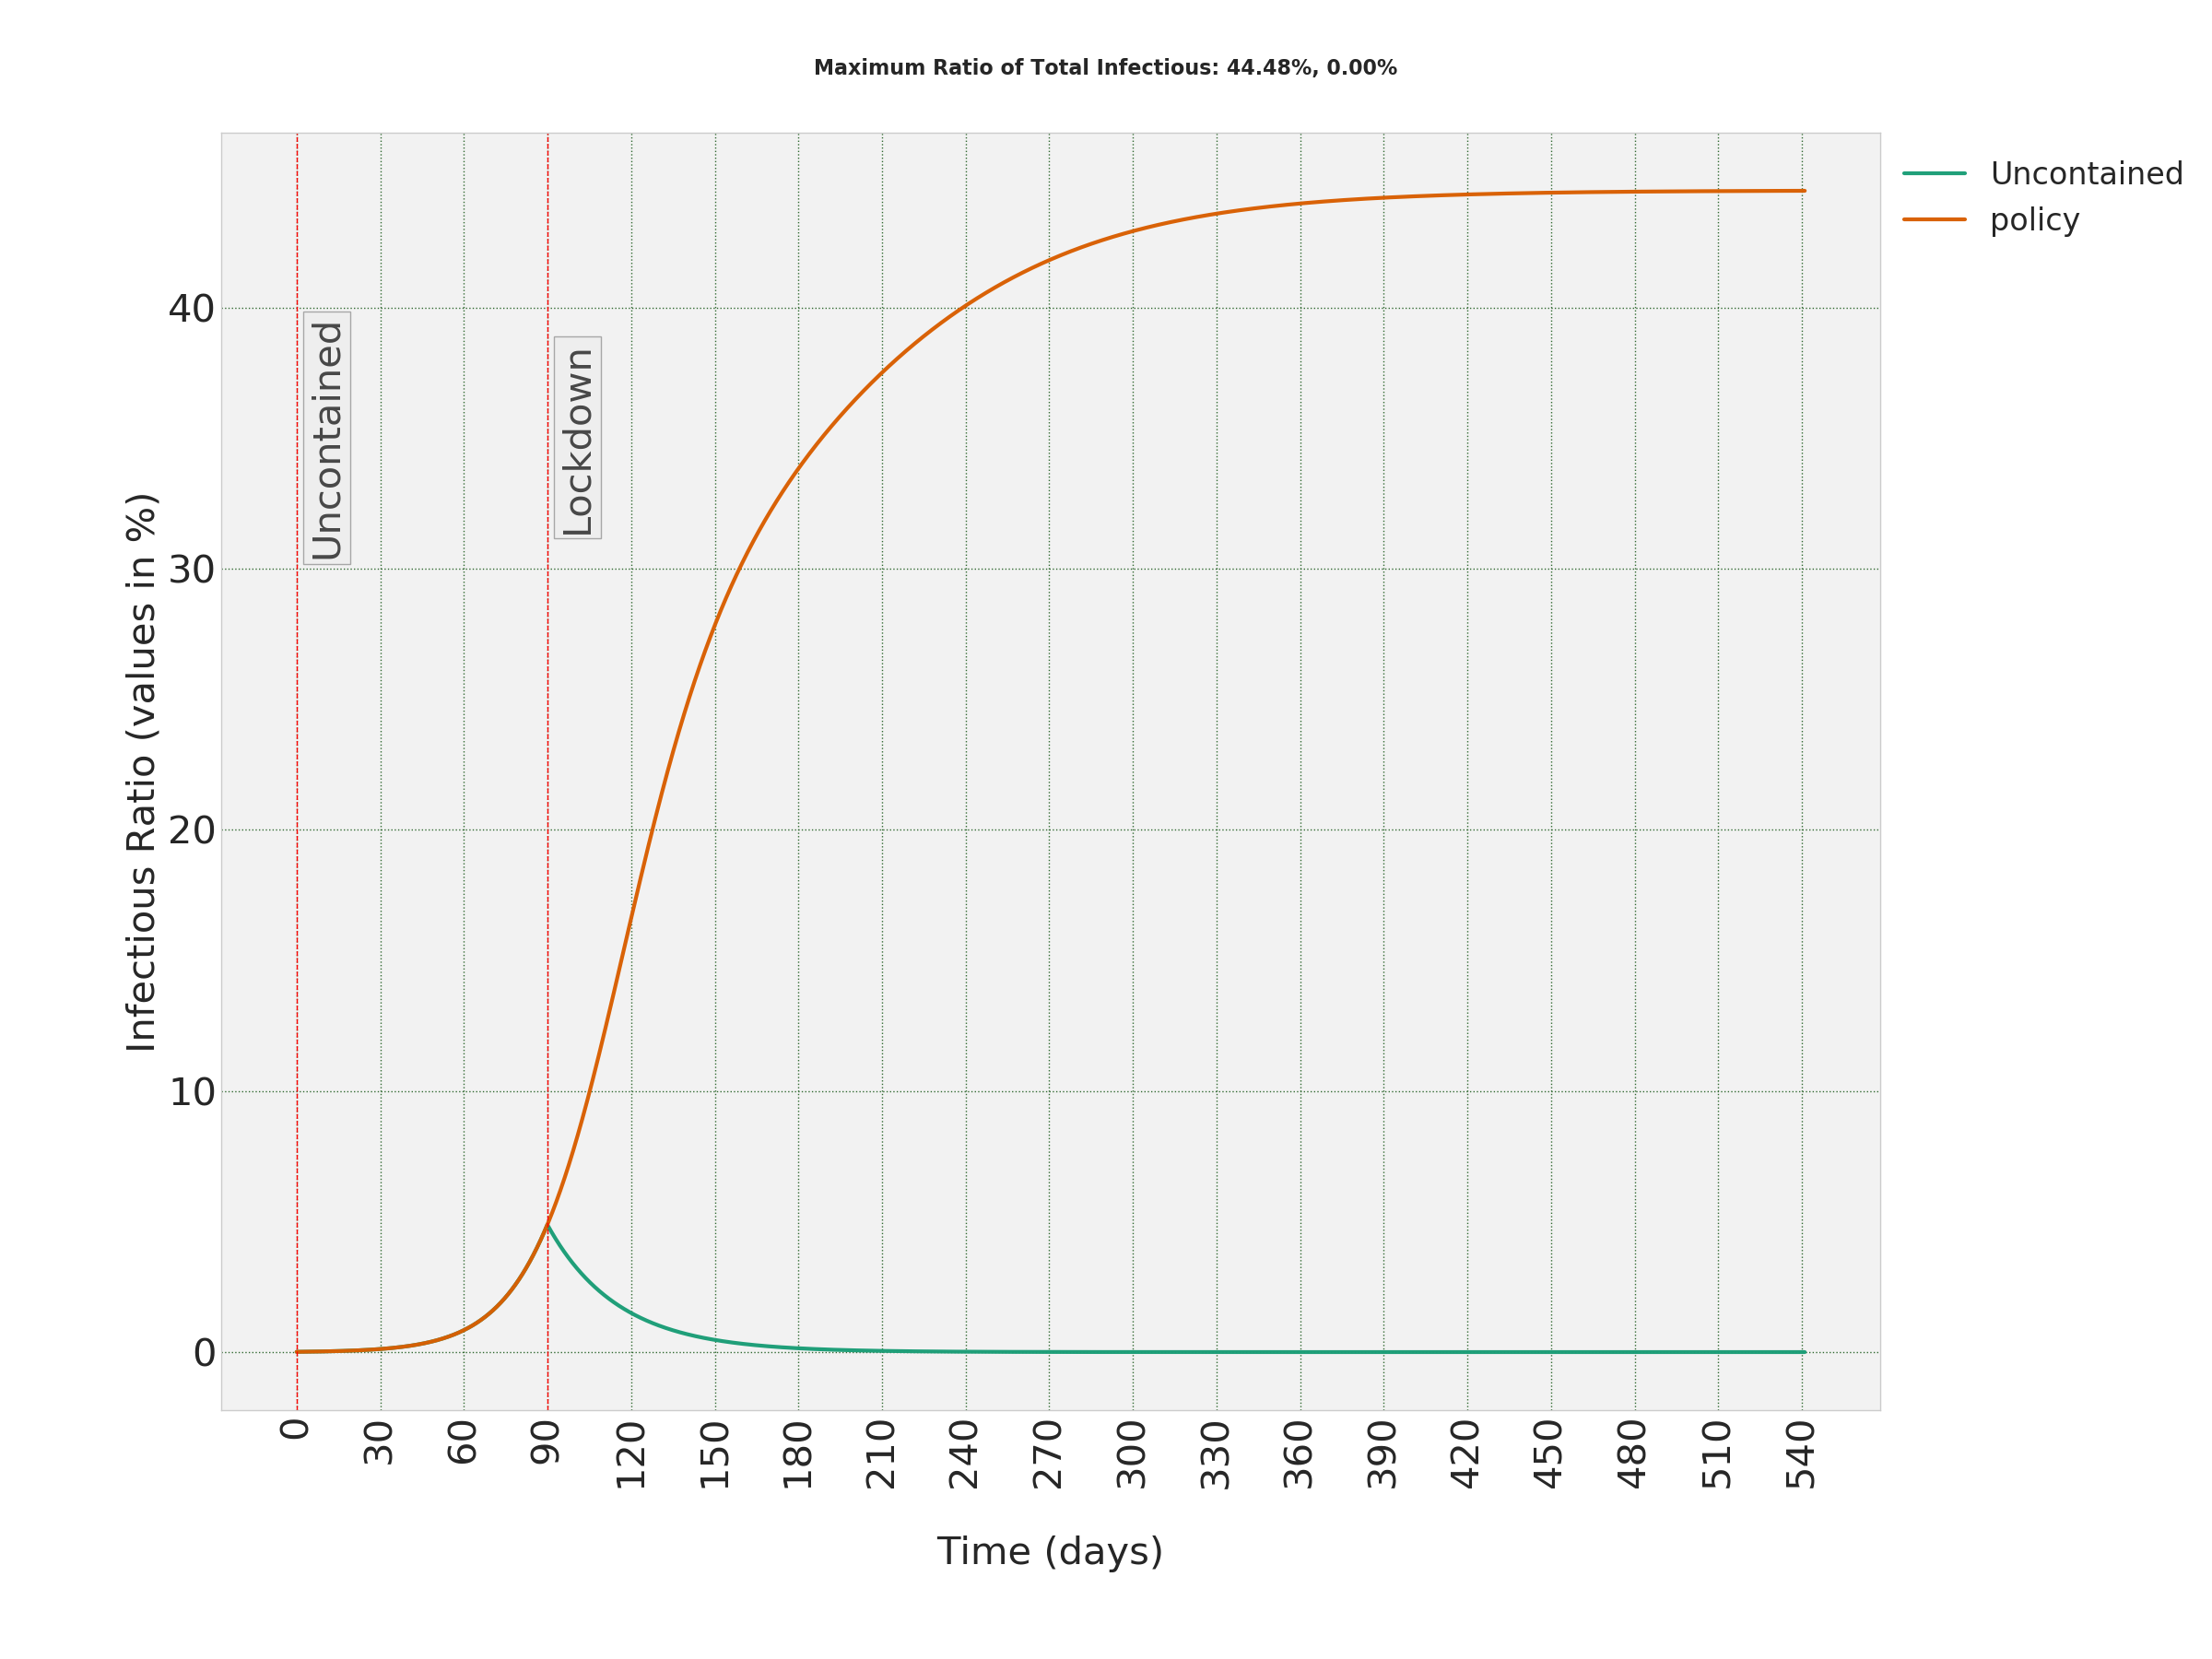 Maximum Ratio of Total Infectious: 44.48%, 0.00%
Uncontained
policy
Uncontained
Lockdown
Infectious Ratio (values in %)
40
30
20
10
0
0 30 60 90 120 150 180 210 240 270 300 330 360 390 420 450 480 510 540
Time (days)